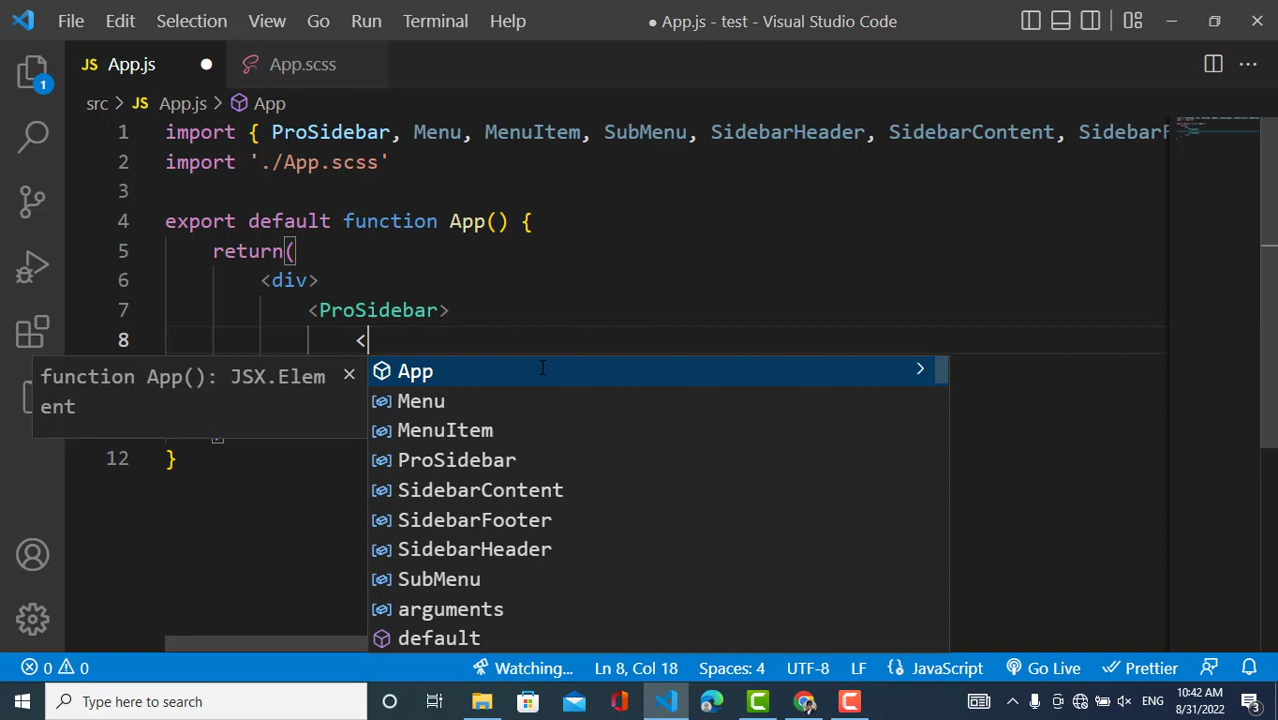 File Edit Selection View Go Run Terminal Help ● App.js - test - Visual Studio Code
JS App.js ● App.scss
src > JS App.js > App
1 import { ProSidebar, Menu, MenuItem, SubMenu, SidebarHeader, SidebarContent, SidebarF
2 import './App.scss'
3
4 export default function App() {
5 return(
6 <div>
7 <ProSidebar>
8 <
function App(): JSX.Elem
ent
App
Menu
MenuItem
ProSidebar
SidebarContent
SidebarFooter
SidebarHeader
SubMenu
arguments
default
12 }
1
0 0 Watching... Ln 8, Col 18 Spaces: 4 UTF-8 LF JavaScript Go Live Prettier
Type here to search ENG 10:42 AM 8/31/2022 3